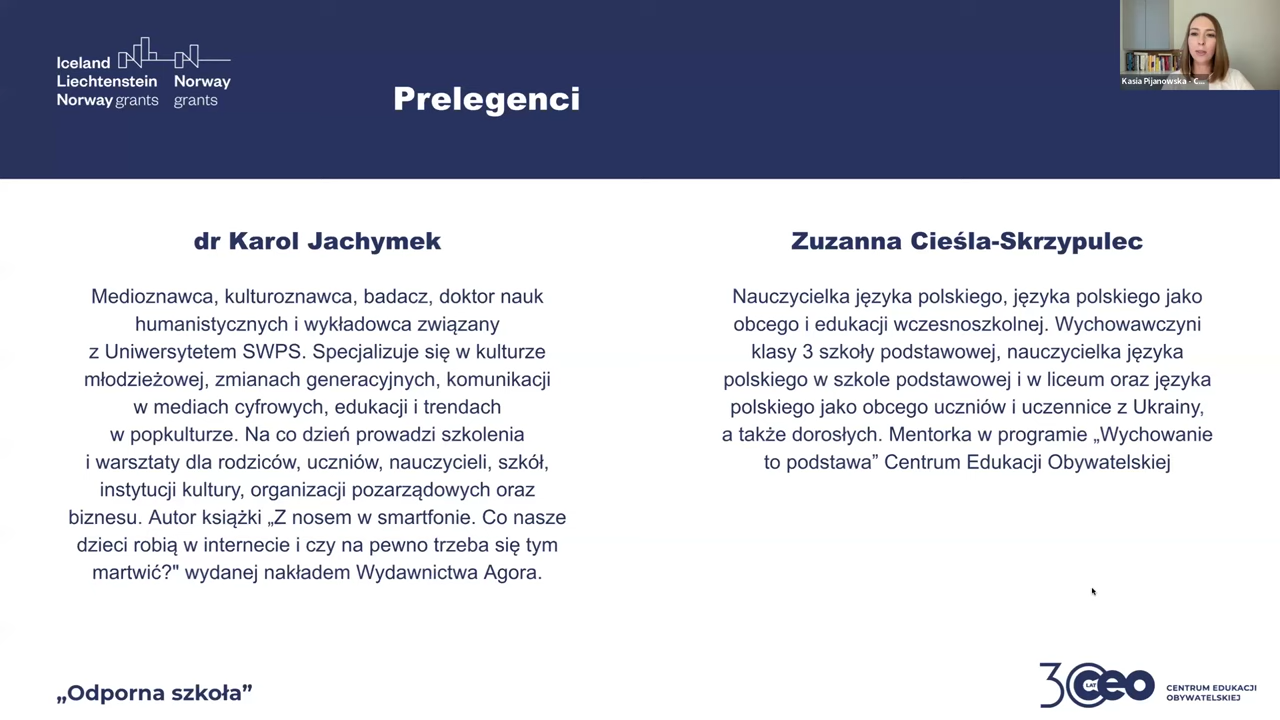 Iceland
Liechtenstein
Norway grants
Norway
grants
Prelegenci
Kasia Pijanowska - C...
dr Karol Jachymek
Medioznawca, kulturoznawca, badacz, doktor nauk
humanistycznych i wykładowca związany
z Uniwersytetem SWPS. Specjalizuje się w kulturze
młodzieżowej, zmianach generacyjnych, komunikacji
w mediach cyfrowych, edukacji i trendach
w popkulturze. Na co dzień prowadzi szkolenia
i warsztaty dla rodziców, uczniów, nauczycieli, szkół,
instytucji kultury, organizacji pozarządowych oraz
biznesu. Autor książki „Z nosem w smartfonie. Co nasze
dzieci robią w internecie i czy na pewno trzeba się tym
martwić?" wydanej nakładem Wydawnictwa Agora.
Zuzanna Cieśla-Skrzypulec
Nauczycielka języka polskiego, języka polskiego jako
obcego i edukacji wczesnoszkolnej. Wychowawczyni
klasy 3 szkoły podstawowej, nauczycielka języka
polskiego w szkole podstawowej i w liceum oraz języka
polskiego jako obcego uczniów i uczennice z Ukrainy,
a także dorosłych. Mentorka w programie „Wychowanie
to podstawa” Centrum Edukacji Obywatelskiej
„Odporna szkoła”
30 LAT ceo
CENTRUM EDUKACJI
OBYWATELSKIEJ